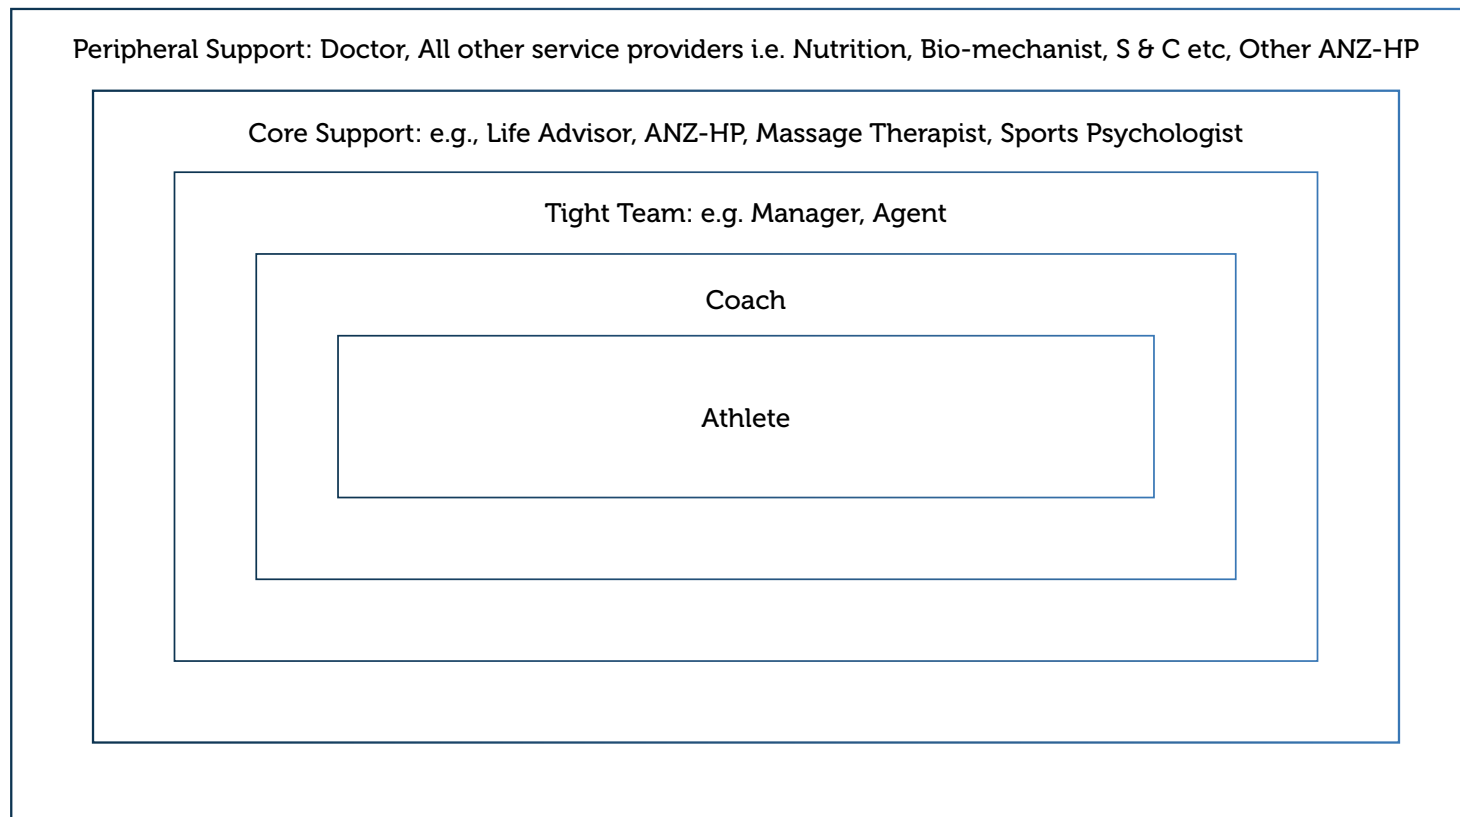 Peripheral Support: Doctor, All other service providers i.e. Nutrition, Bio-mechanist, S & C etc, Other ANZ-HP
Core Support: e.g., Life Advisor, ANZ-HP, Massage Therapist, Sports Psychologist
Tight Team: e.g. Manager, Agent
Coach
Athlete